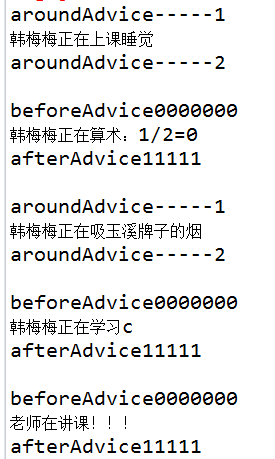 aroundAdvice-----1
韩梅梅正在上课睡觉
aroundAdvice-----2
beforeAdvice0000000
韩梅梅正在算术：1/2=0
afterAdvice11111
aroundAdvice-----1
韩梅梅正在吸玉溪牌子的烟
aroundAdvice-----2
beforeAdvice0000000
韩梅梅正在学习c
afterAdvice11111
beforeAdvice0000000
老师在讲课！！！
afterAdvice11111